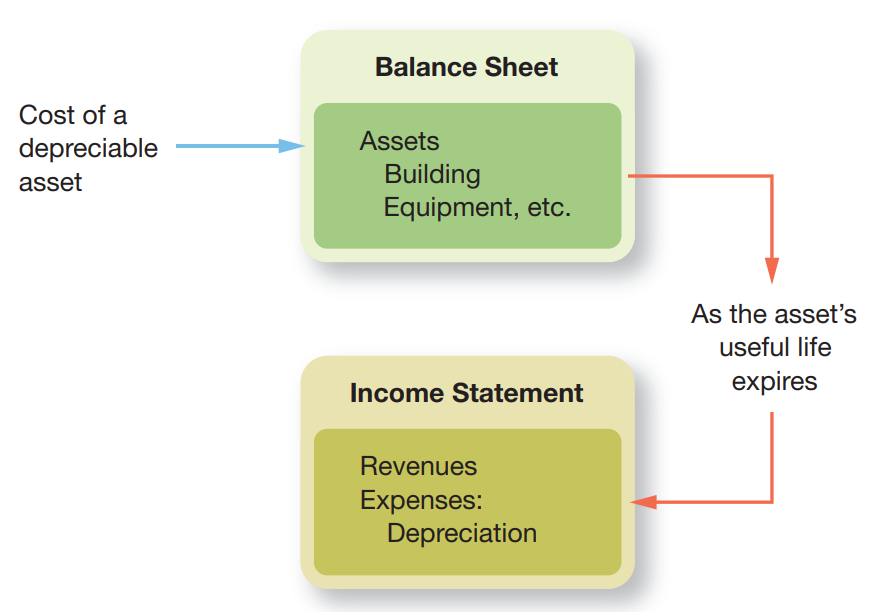 Balance Sheet
Cost of a
depreciable
asset
Assets
Building
Equipment, etc.
As the asset’s
useful life
expires
Income Statement
Revenues
Expenses:
Depreciation